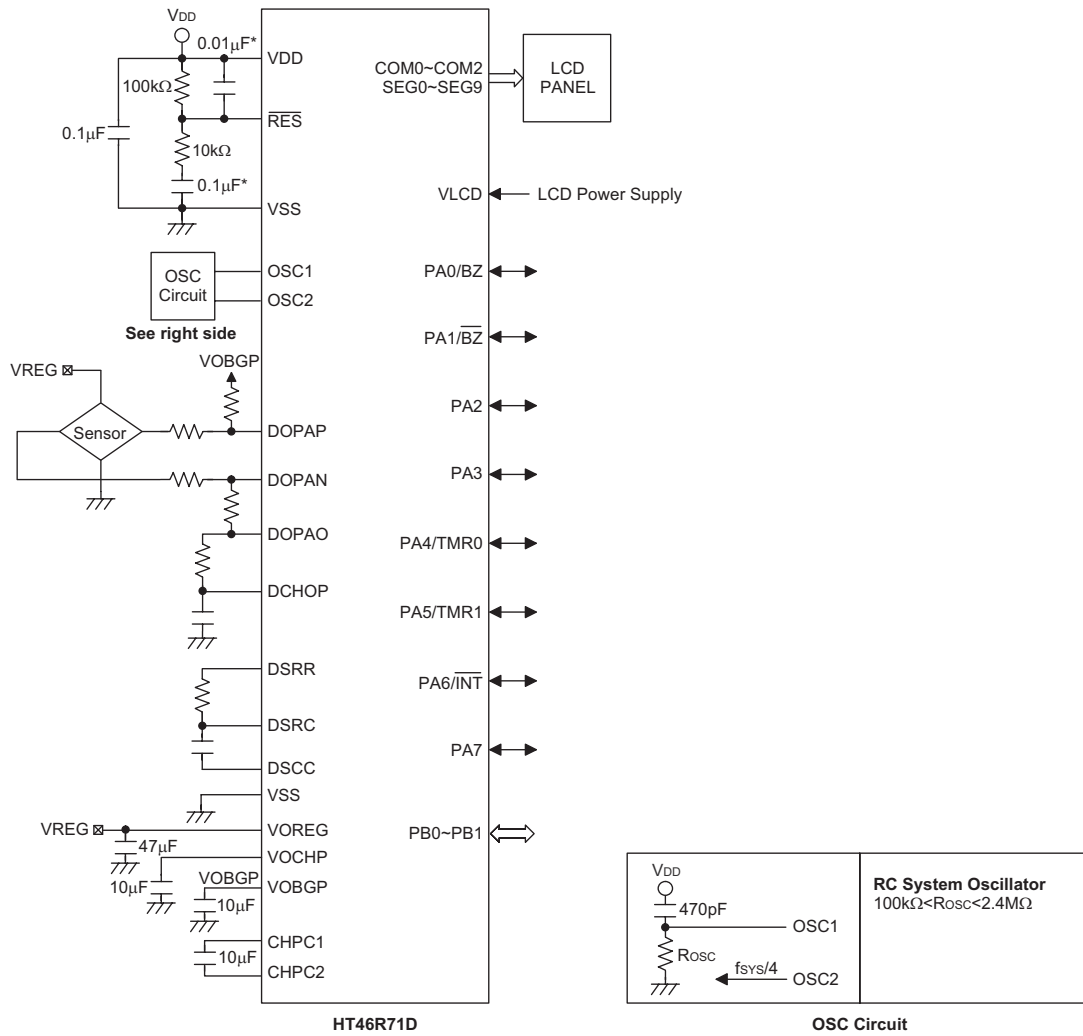 VDD
0.01µF*
VDD
100kΩ
RES
0.1µF
10kΩ
0.1µF*
VSS
OSC
Circuit
OSC1
OSC2
See right side
VOBGP
VREG
Sensor
DOPAP
DOPAN
DOPAO
DCHOP
DSRR
DSRC
DSCC
VSS
VREG
VOREG
47µF
VOCHP
10µF
VOBGP
VOBGP
10µF
CHPC1
10µF
CHPC2
COM0~COM2
SEG0~SEG9
LCD
PANEL
VLCD
LCD Power Supply
PA0/BZ
PA1/BZ
PA2
PA3
PA4/TMR0
PA5/TMR1
PA6/INT
PA7
PB0~PB1
HT46R71D
VDD
470pF
OSC1
ROSC
fSYS/4
OSC2
RC System Oscillator
100kΩ<ROSC<2.4MΩ
OSC Circuit